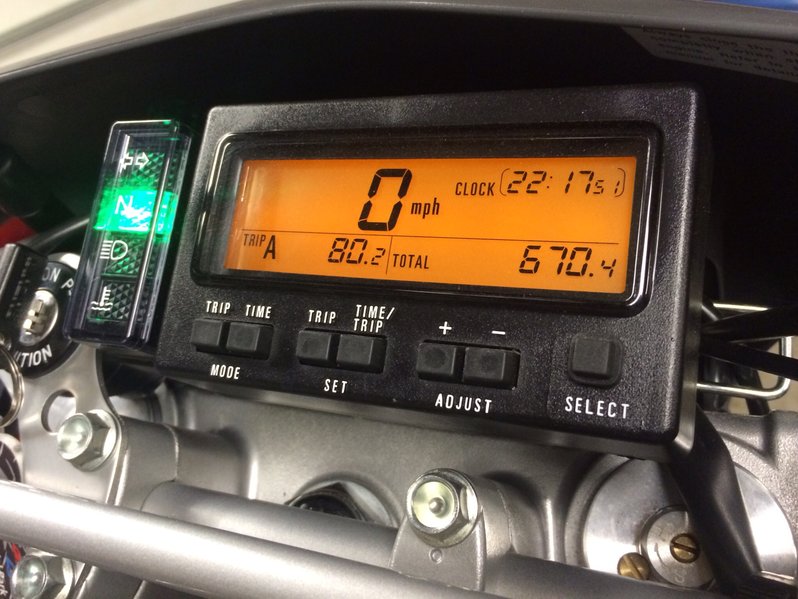 N
0 mph
CLOCK 22:17 51
TRIP A 80.2
TOTAL 670.4
TRIP TIME
MODE
TRIP TIME/TRIP
SET
+ −
ADJUST
SELECT